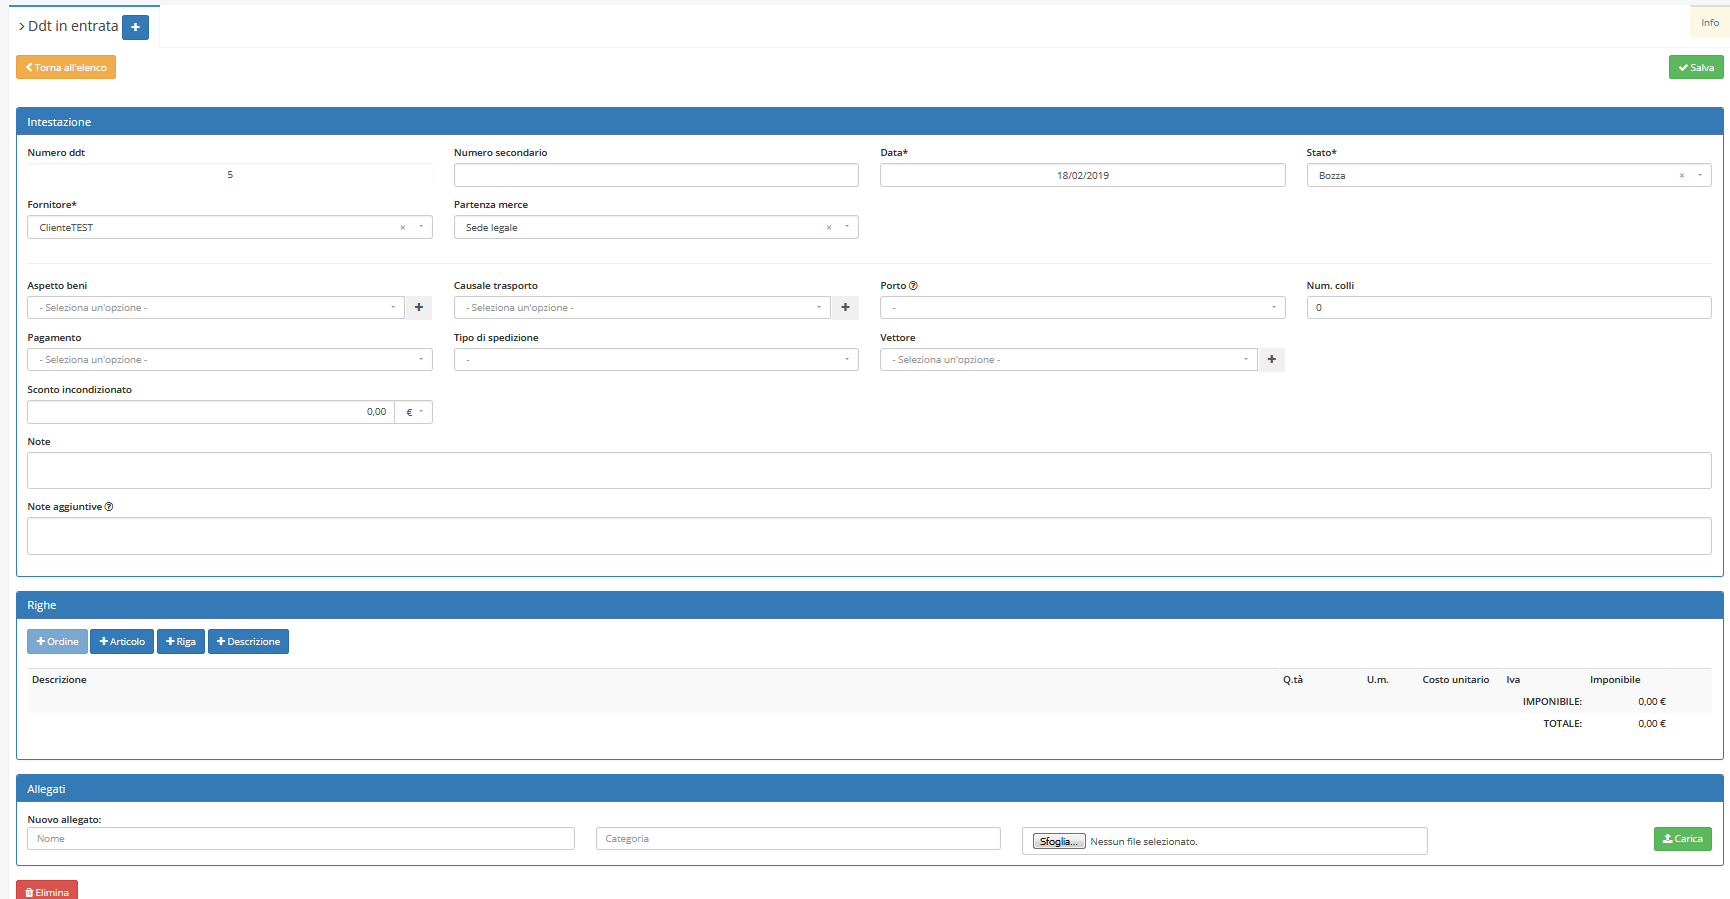 Ddt in entrata
Info
Torna all'elenco
Salva
Intestazione
Numero ddt
Numero secondario
Data*
Stato*
5
18/02/2019
Bozza × 
Fornitore*
Partenza merce
ClienteTEST ×
Sede legale ×
Aspetto beni
Causale trasporto
Porto
Num. colli
- Seleziona un'opzione -
+
- Seleziona un'opzione -
+
-
0
Pagamento
Tipo di spedizione
Vettore
- Seleziona un'opzione -
-
- Seleziona un'opzione -
+
Sconto incondizionato
0,00 €
Note
Note aggiuntive
Righe
+ Ordine
+ Articolo
+ Riga
+ Descrizione
Descrizione Q.tà U.m. Costo unitario Iva Imponibile
IMPONIBILE: 0,00 €
TOTALE: 0,00 €
Allegati
Nuovo allegato:
Nome
Categoria
Sfoglia... Nessun file selezionato.
Carica
Elimina